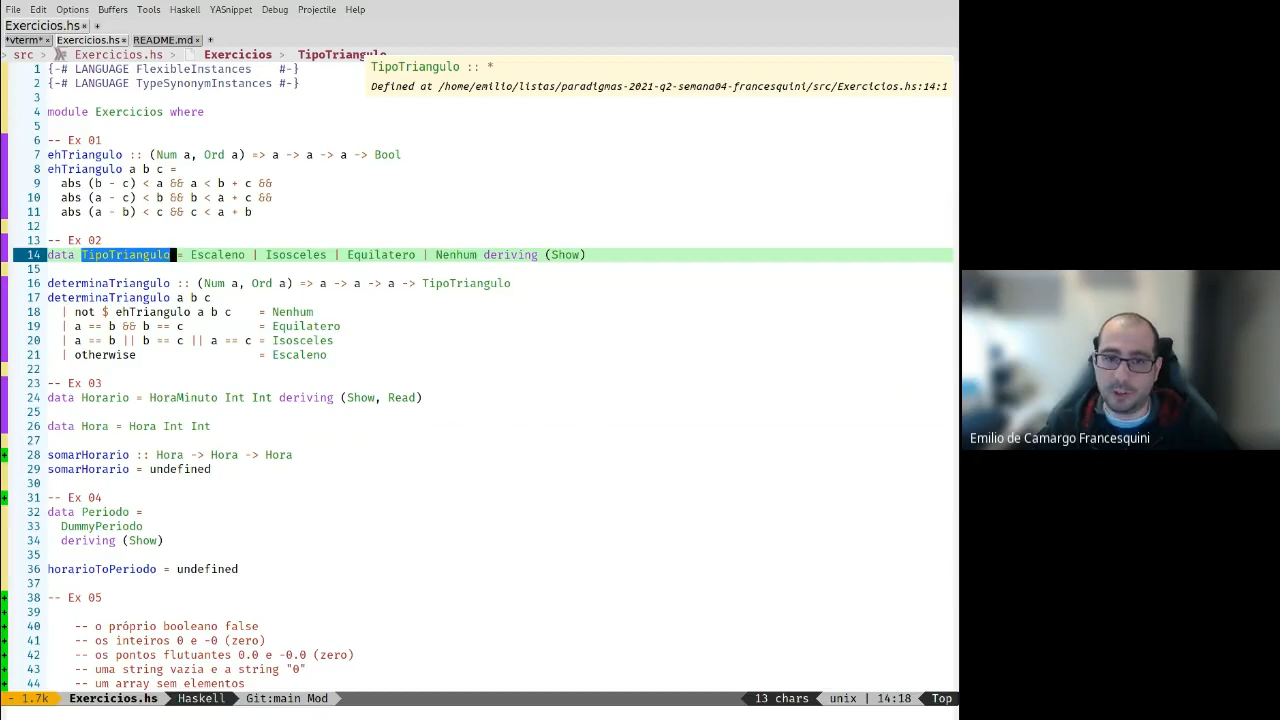 File Edit Options Buffers Tools Haskell YASnippet Debug Projectile Help
Exercicios.hs× +
*vterm*× Exercicios.hs× README.md× +
> src > Exercicios.hs > Exercicios > TipoTriangulo
TipoTriangulo :: *
Defined at /home/emilio/listas/paradigmas-2021-q2-semana04-francesquini/src/Exercicios.hs:14:1
1 {-# LANGUAGE FlexibleInstances    #-}
2 {-# LANGUAGE TypeSynonymInstances #-}
3
4 module Exercicios where
5
6 -- Ex 01
7 ehTriangulo :: (Num a, Ord a) => a -> a -> a -> Bool
8 ehTriangulo a b c =
9   abs (b - c) < a && a < b + c &&
10   abs (a - c) < b && b < a + c &&
11   abs (a - b) < c && c < a + b
12
13 -- Ex 02
14 data TipoTriangulo = Escaleno | Isosceles | Equilatero | Nenhum deriving (Show)
15
16 determinaTriangulo :: (Num a, Ord a) => a -> a -> a -> TipoTriangulo
17 determinaTriangulo a b c
18   | not $ ehTriangulo a b c    = Nenhum
19   | a == b && b == c           = Equilatero
20   | a == b || b == c || a == c = Isosceles
21   | otherwise                  = Escaleno
22
23 -- Ex 03
24 data Horario = HoraMinuto Int Int deriving (Show, Read)
25
26 data Hora = Hora Int Int
27
28 somarHorario :: Hora -> Hora -> Hora
29 somarHorario = undefined
30
31 -- Ex 04
32 data Periodo =
33   DummyPeriodo
34   deriving (Show)
35
36 horarioToPeriodo = undefined
37
38 -- Ex 05
39
40     -- o próprio booleano false
41     -- os inteiros 0 e -0 (zero)
42     -- os pontos flutuantes 0.0 e -0.0 (zero)
43     -- uma string vazia e a string "0"
44     -- um array sem elementos
- 1.7k Exercicios.hs Haskell Git:main Mod 13 chars unix | 14:18 Top
Emilio de Camargo Francesquini